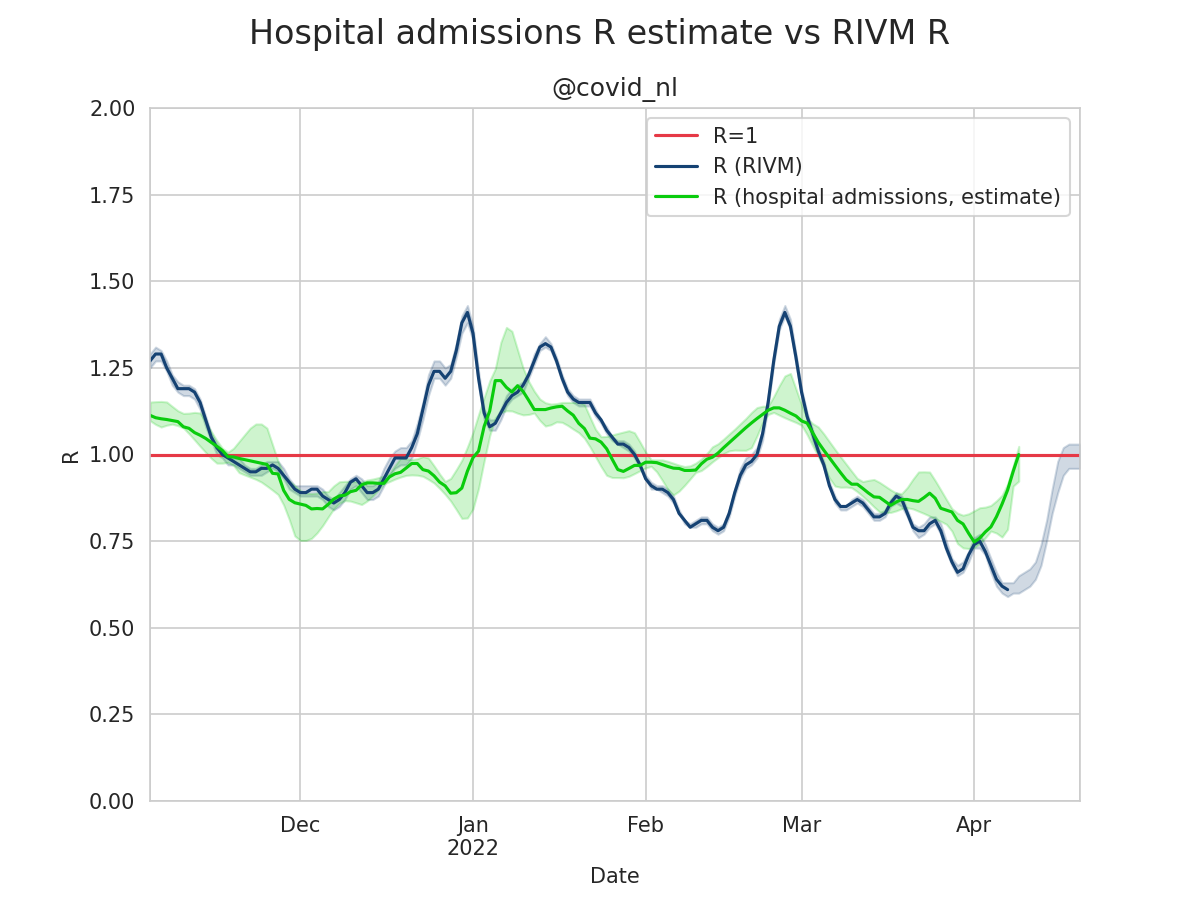 Hospital admissions R estimate vs RIVM R
@covid_nl
2.00
1.75
1.50
1.25
1.00
0.75
0.50
0.25
0.00
R
R=1
R (RIVM)
R (hospital admissions, estimate)
Dec
Jan
2022
Feb
Mar
Apr
Date